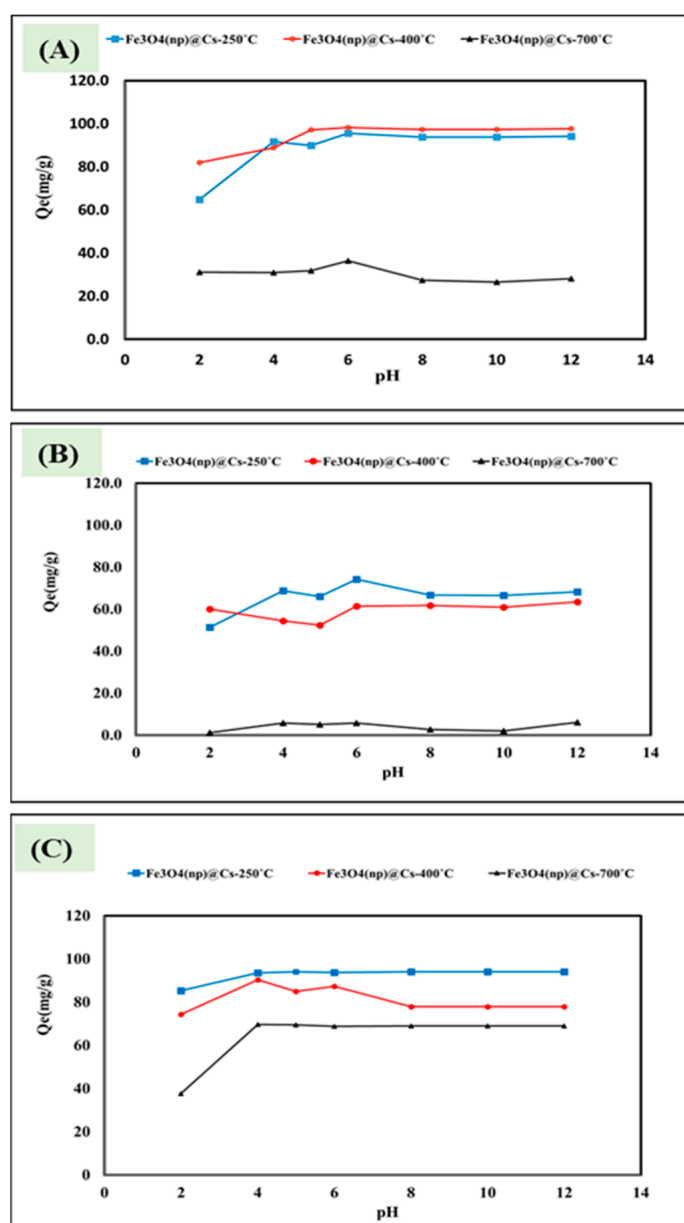 (A)
Fe3O4(np)@Cs-250˚C Fe3O4(np)@Cs-400˚C Fe3O4(np)@Cs-700˚C
120.0
100.0
80.0
60.0
40.0
20.0
0.0
Qe(mg/g)
0 2 4 6 8 10 12 14
pH
(B)
Fe3O4(np)@Cs-250˚C Fe3O4(np)@Cs-400˚C Fe3O4(np)@Cs-700˚C
120.0
100.0
80.0
60.0
40.0
20.0
0.0
Qe(mg/g)
0 2 4 6 8 10 12 14
pH
(C)
Fe3O4(np)@Cs-250˚C Fe3O4(np)@Cs-400˚C Fe3O4(np)@Cs-700˚C
120
100
80
60
40
20
0
Qe(mg/g)
0 2 4 6 8 10 12 14
pH